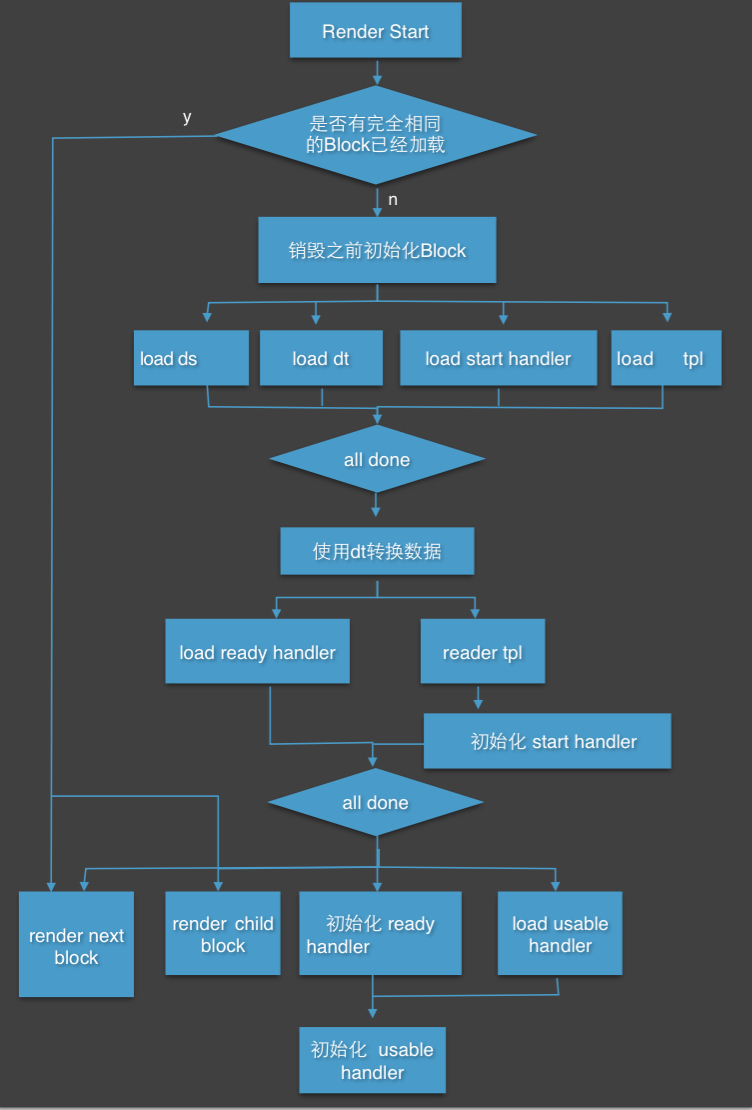 Render Start
y
是否有完全相同
的Block已经加载
n
销毁之前初始化Block
load ds
load dt
load start handler
load tpl
all done
使用dt转换数据
load ready handler
reader tpl
初始化 start handler
all done
render next
block
render child
block
初始化 ready
handler
load usable
handler
初始化 usable
handler